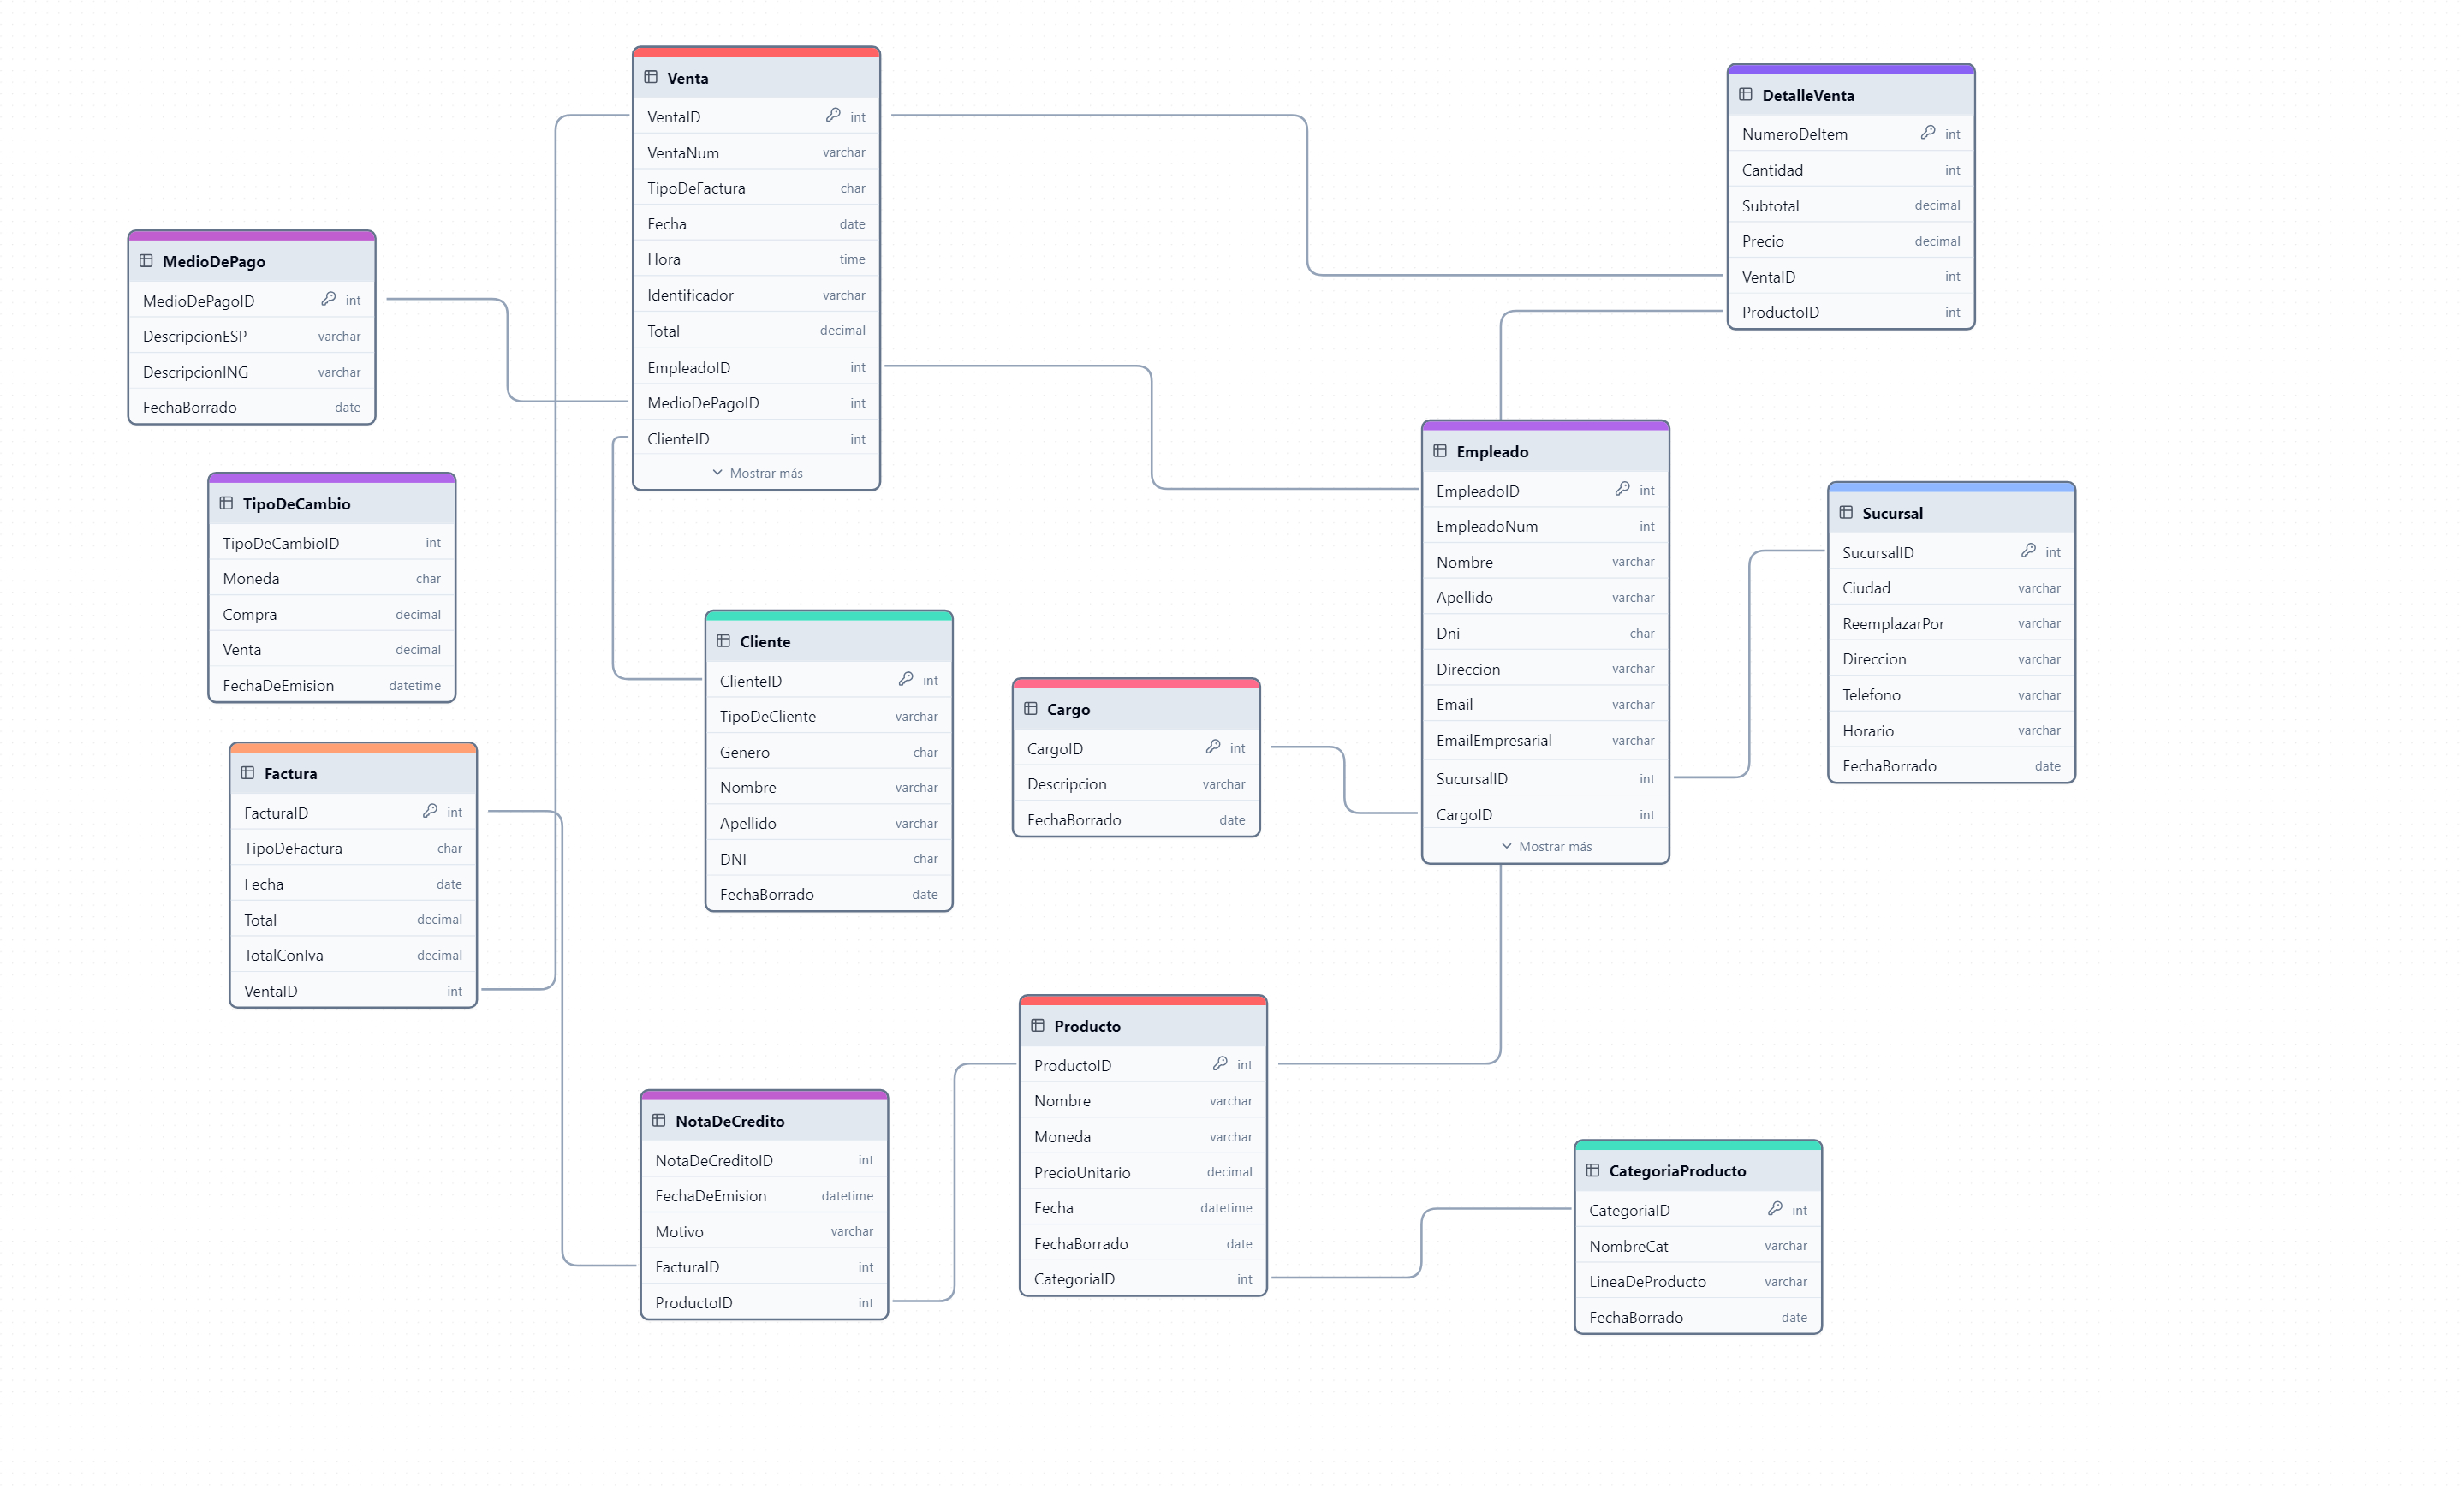 Venta
VentaID int
VentaNum varchar
TipoDeFactura char
Fecha date
Hora time
Identificador varchar
Total decimal
EmpleadoID int
MedioDePagoID int
ClienteID int
Mostrar más
DetalleVenta
NumeroDeItem int
Cantidad int
Subtotal decimal
Precio decimal
VentaID int
ProductoID int
MedioDePago
MedioDePagoID int
DescripcionESP varchar
DescripcionING varchar
FechaBorrado date
TipoDeCambio
TipoDeCambioID int
Moneda char
Compra decimal
Venta decimal
FechaDeEmision datetime
Empleado
EmpleadoID int
EmpleadoNum int
Nombre varchar
Apellido varchar
Dni char
Direccion varchar
Email varchar
EmailEmpresarial varchar
SucursalID int
CargoID int
Mostrar más
Sucursal
SucursalID int
Ciudad varchar
ReemplazarPor varchar
Direccion varchar
Telefono varchar
Horario varchar
FechaBorrado date
Cliente
ClienteID int
TipoDeCliente varchar
Genero char
Nombre varchar
Apellido varchar
DNI char
FechaBorrado date
Cargo
CargoID int
Descripcion varchar
FechaBorrado date
Factura
FacturaID int
TipoDeFactura char
Fecha date
Total decimal
TotalConIva decimal
VentaID int
Producto
ProductoID int
Nombre varchar
Moneda varchar
PrecioUnitario decimal
Fecha datetime
FechaBorrado date
CategoriaID int
NotaDeCredito
NotaDeCreditoID int
FechaDeEmision datetime
Motivo varchar
FacturaID int
ProductoID int
CategoriaProducto
CategoriaID int
NombreCat varchar
LineaDeProducto varchar
FechaBorrado date